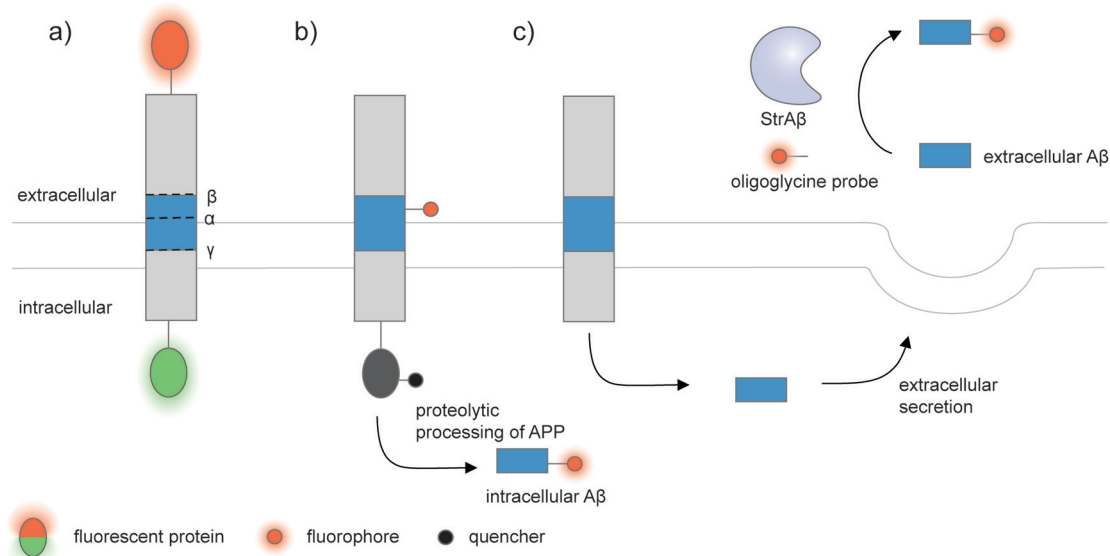 a)
b)
c)
StrAβ
oligoglycine probe
extracellular Aβ
extracellular
β
α
γ
intracellular
proteolytic
processing of APP
intracellular Aβ
extracellular
secretion
fluorescent protein
fluorophore
quencher